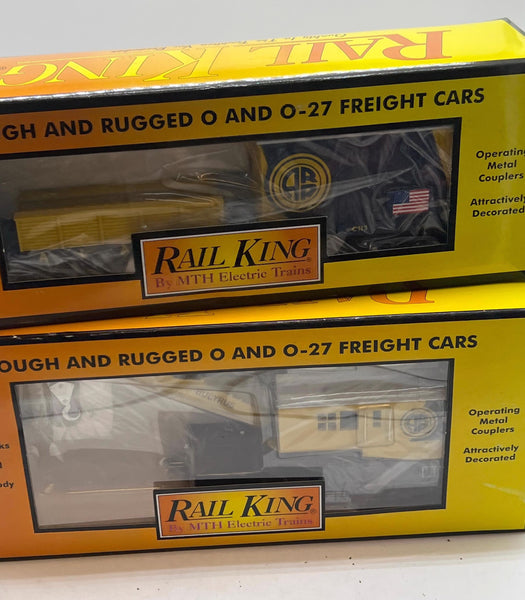 RAIL
KING
UGH AND RUGGED O AND O-27 FREIGHT CARS
Operating
Metal
Couplers
Attractively
Decorated
RAIL KING®
By MTH Electric Trains
OUGH AND RUGGED O AND O-27 FREIGHT CARS
Operating
Metal
Couplers
Attractively
Decorated
RAIL KING®
By MTH Electric Trains